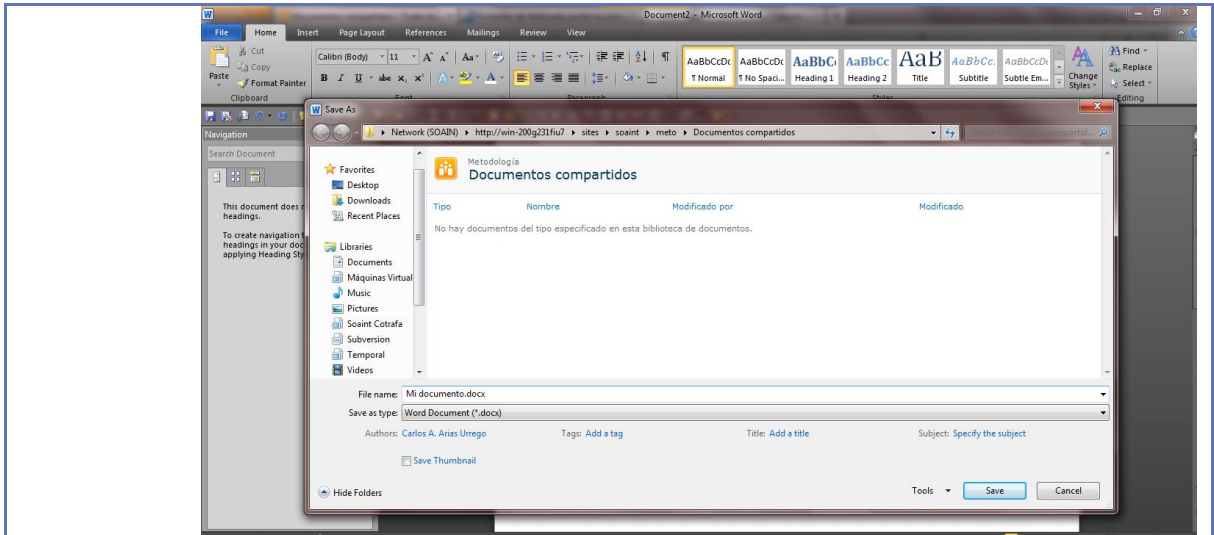 Document2 - Microsoft Word
File Home Insert Page Layout References Mailings Review View
Cut
Copy
Paste
Format Painter
Clipboard
Calibri (Body) 11
AaBbCcDc AaBbCcDc AaBbC AaBbCc AaB AaBbCc. AaBbCcDc
¶ Normal ¶ No Spaci... Heading 1 Heading 2 Title Subtitle Subtle Em...
Change Styles
Find
Replace
Select
Font Paragraph Styles Editing
Save As
Network (SOAIN) http://win-200g231fiu7 sites soaint meto Documentos compartidos
Navigation
Search Document
This document does
headings.
To create navigation
headings in your doc
applying Heading Sty
Favorites
Desktop
Downloads
Recent Places
Libraries
Documents
Máquinas Virtual
Music
Pictures
Soaint Cotrafa
Subversion
Temporal
Videos
Metodología
Documentos compartidos
Tipo Nombre Modificado por Modificado
No hay documentos del tipo especificado en esta biblioteca de documentos.
File name: Mi documento.docx
Save as type: Word Document (*.docx)
Authors: Carlos A. Arias Urrego Tags: Add a tag Title: Add a title Subject: Specify the subject
Save Thumbnail
Hide Folders Tools Save Cancel